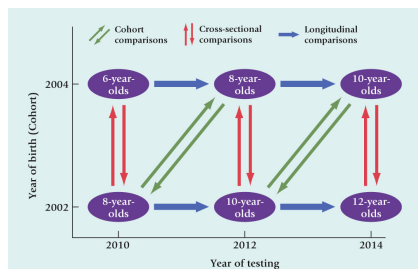 Cohort
comparisons
Cross-sectional
comparisons
Longitudinal
comparisons
Year of birth (Cohort)
2004
6-year-
olds
8-year-
olds
10-year-
olds
2002
8-year-
olds
10-year-
olds
12-year-
olds
2010
2012
2014
Year of testing